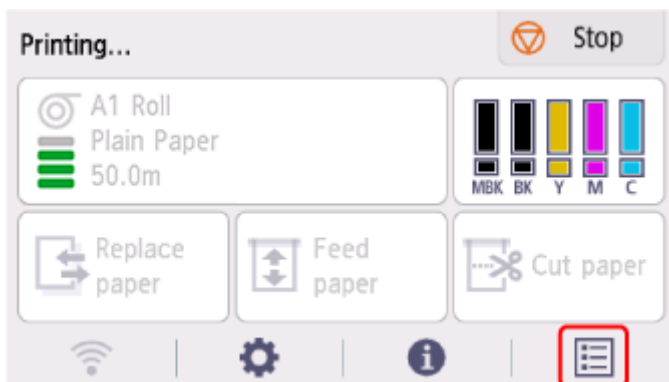 Printing...
Stop
A1 Roll
Plain Paper
50.0m
MBK BK Y M C
Replace
paper
Feed
paper
Cut paper